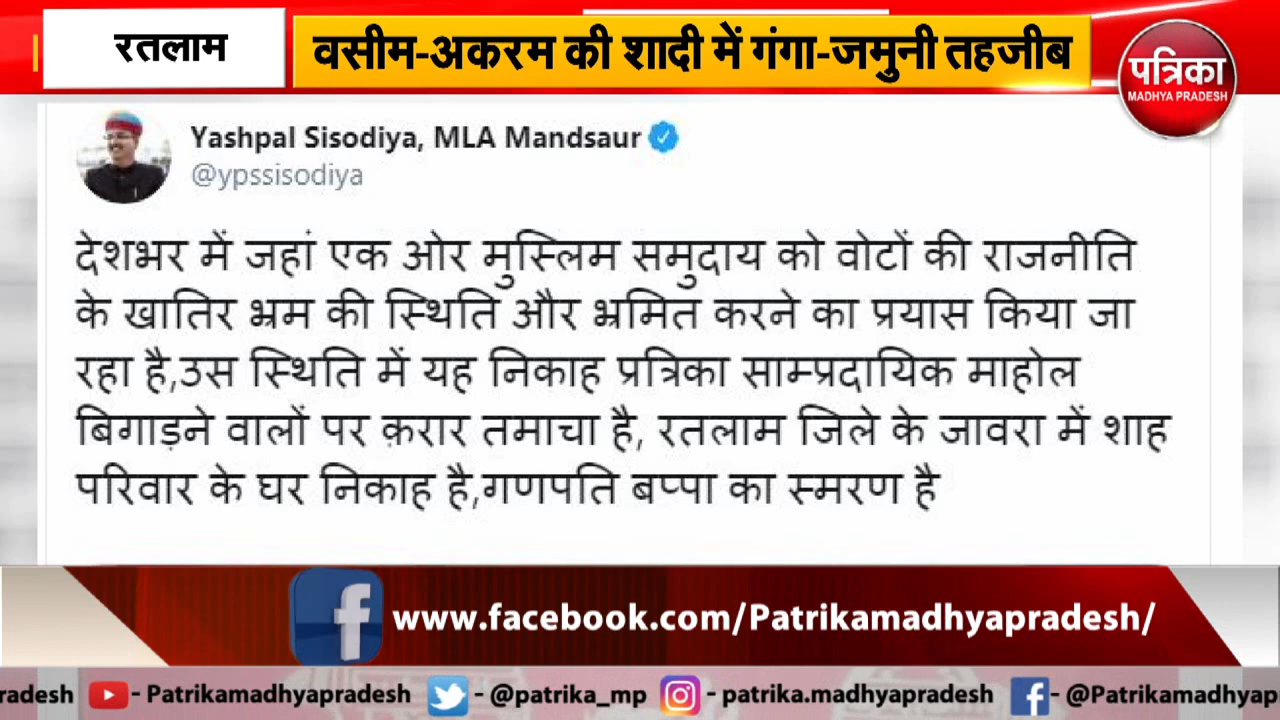 रतलाम
वसीम-अकरम की शादी में गंगा-जमुनी तहजीब
पत्रिका
MADHYA PRADESH
Yashpal Sisodiya, MLA Mandsaur
@ypssisodiya
देशभर में जहां एक ओर मुस्लिम समुदाय को वोटों की राजनीति
के खातिर भ्रम की स्थिति और भ्रमित करने का प्रयास किया जा
रहा है,उस स्थिति में यह निकाह प्रत्रिका साम्प्रदायिक माहोल
बिगाड़ने वालों पर क़रार तमाचा है, रतलाम जिले के जावरा में शाह
परिवार के घर निकाह है,गणपति बप्पा का स्मरण है
www.facebook.com/Patrikamadhyapradesh/
radesh - Patrikamadhyapradesh - @patrika_mp - patrika.madhyapradesh - @Patrikamadhyap